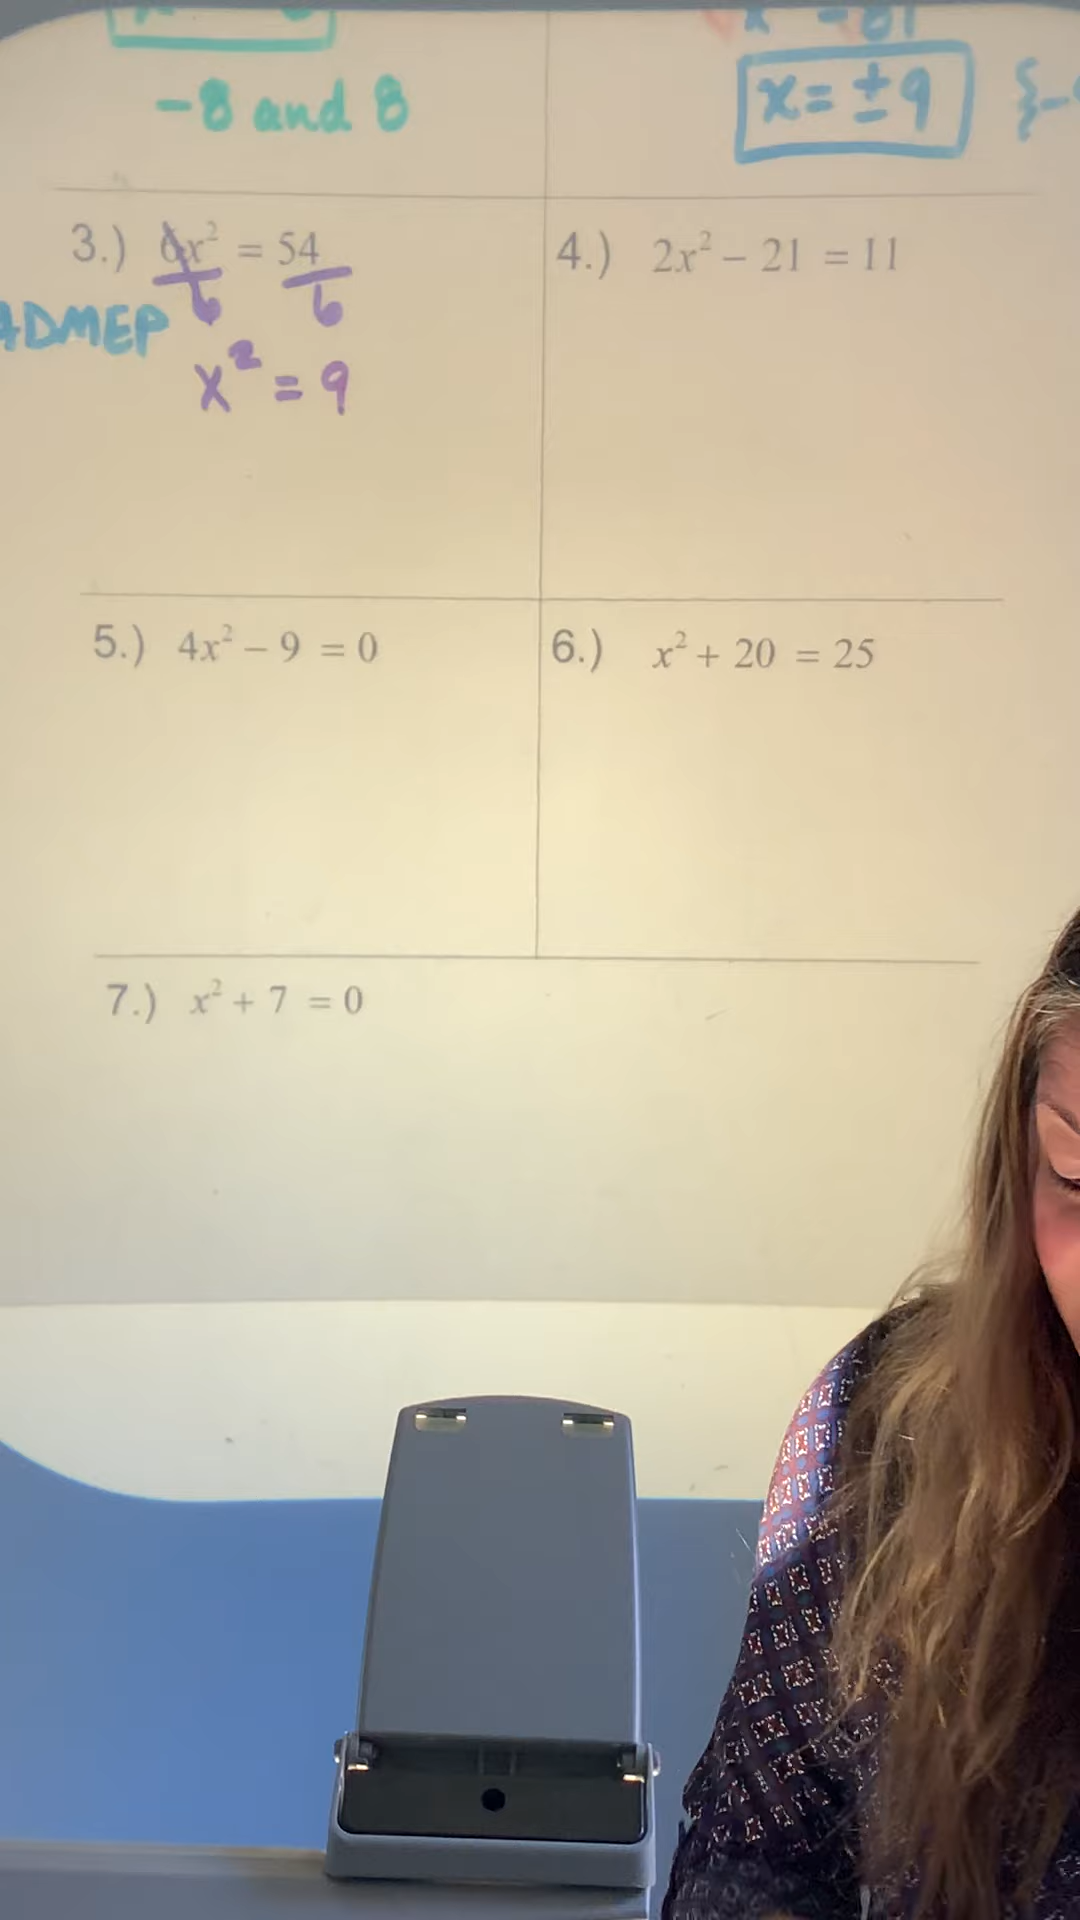 -8 and 8
x = ± 9 {-
3.) 6x² = 54
6 6
ADMEP
x² = 9
4.) 2x² – 21 = 11
5.) 4x² – 9 = 0
6.) x² + 20 = 25
7.) x² + 7 = 0